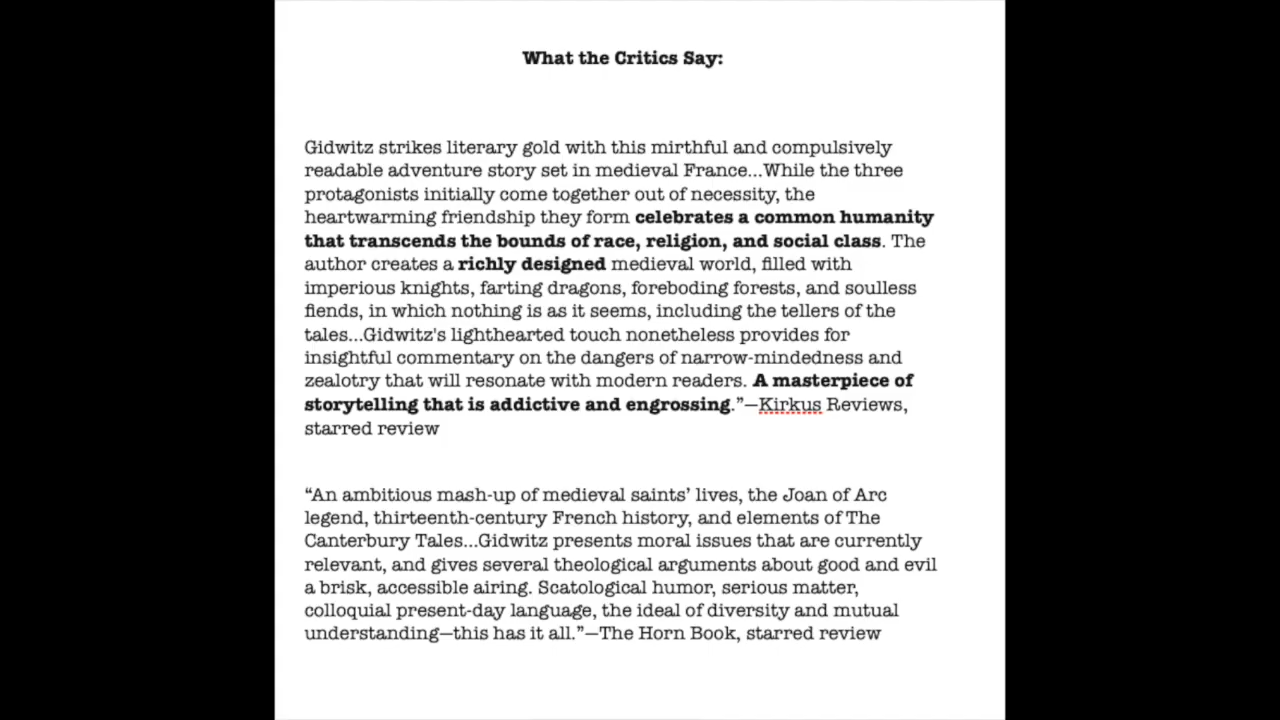 What the Critics Say:
Gidwitz strikes literary gold with this mirthful and compulsively
readable adventure story set in medieval France...While the three
protagonists initially come together out of necessity, the
heartwarming friendship they form celebrates a common humanity
that transcends the bounds of race, religion, and social class. The
author creates a richly designed medieval world, filled with
imperious knights, farting dragons, foreboding forests, and soulless
fiends, in which nothing is as it seems, including the tellers of the
tales...Gidwitz's lighthearted touch nonetheless provides for
insightful commentary on the dangers of narrow-mindedness and
zealotry that will resonate with modern readers. A masterpiece of
storytelling that is addictive and engrossing.”—Kirkus Reviews,
starred review
“An ambitious mash-up of medieval saints’ lives, the Joan of Arc
legend, thirteenth-century French history, and elements of The
Canterbury Tales...Gidwitz presents moral issues that are currently
relevant, and gives several theological arguments about good and evil
a brisk, accessible airing. Scatological humor, serious matter,
colloquial present-day language, the ideal of diversity and mutual
understanding—this has it all.”—The Horn Book, starred review